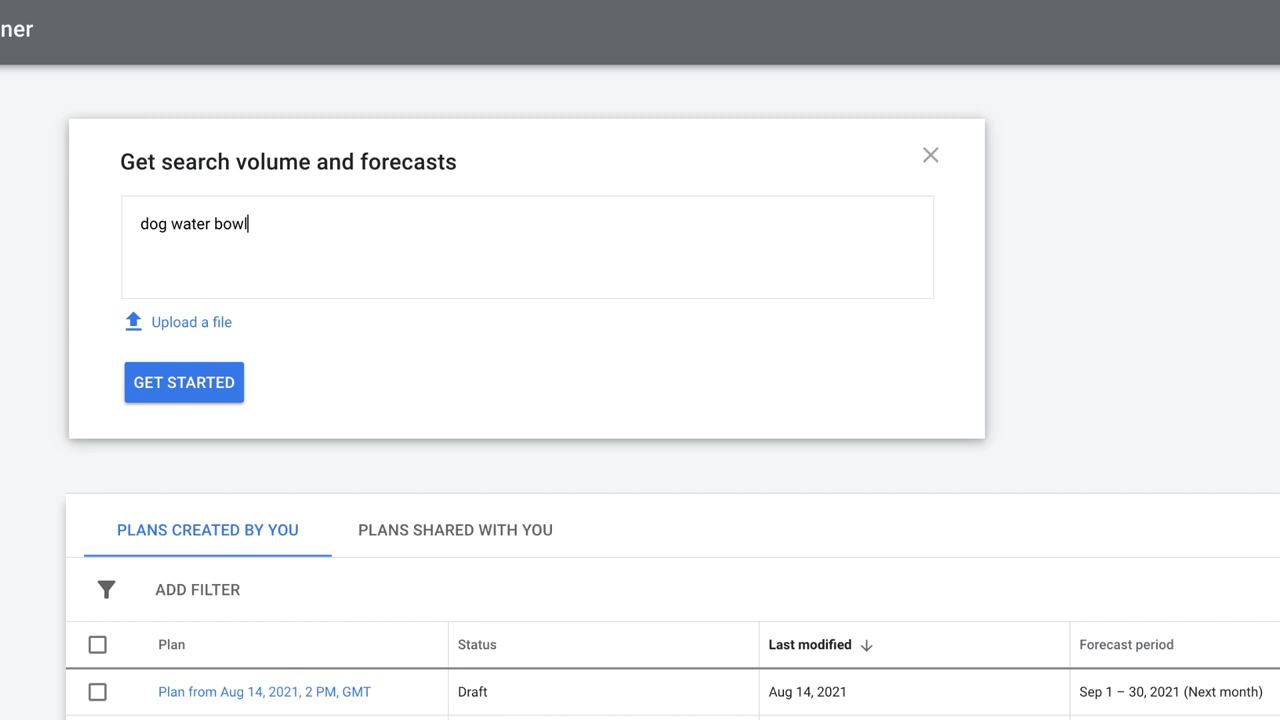 ner
Get search volume and forecasts
dog water bowl
Upload a file
GET STARTED
PLANS CREATED BY YOU PLANS SHARED WITH YOU
ADD FILTER
Plan Status Last modified Forecast period
Plan from Aug 14, 2021, 2 PM, GMT Draft Aug 14, 2021 Sep 1 – 30, 2021 (Next month)